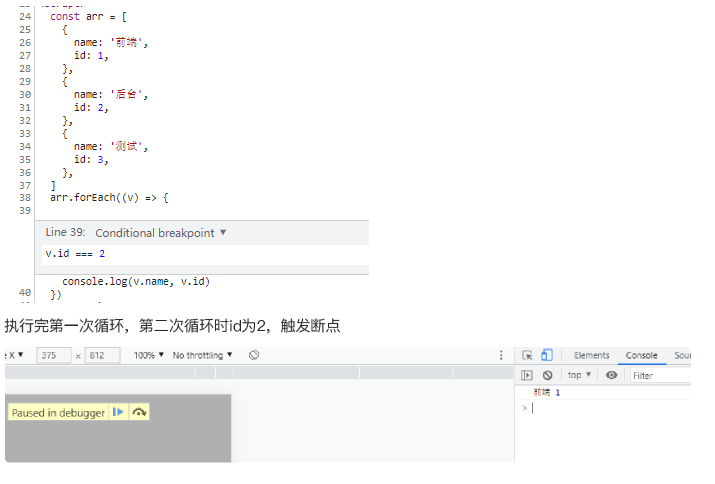 24 const arr = [
25 {
26 name: '前端',
27 id: 1,
28 },
29 {
30 name: '后台',
31 id: 2,
32 },
33 {
34 name: '测试',
35 id: 3,
36 },
37 ]
38 arr.forEach((v) => {
39
Line 39: Conditional breakpoint ▼
v.id === 2
console.log(v.name, v.id)
40 })
执行完第一次循环，第二次循环时id为2，触发断点
e X ▼ 375 x 812 100% ▼ No throttling ▼
Elements Console Sour
top ▼ Filter
Paused in debugger
前端 1
>